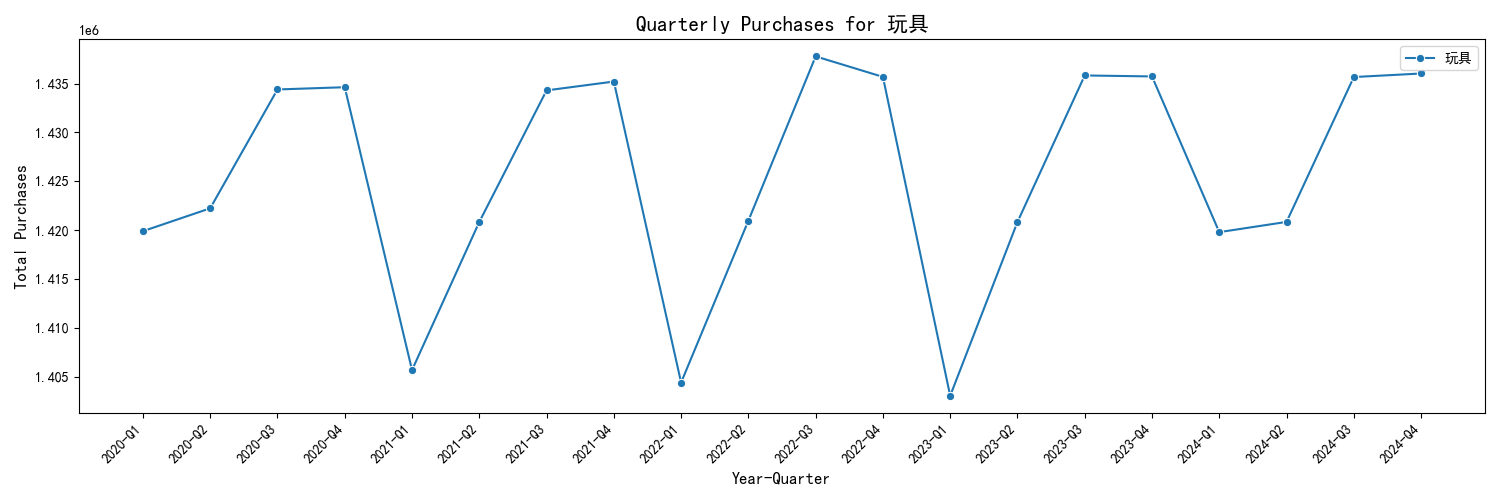 Quarterly Purchases for 玩具
1e6
玩具
1.435
1.430
1.425
1.420
1.415
1.410
1.405
Total Purchases
2020-Q1
2020-Q2
2020-Q3
2020-Q4
2021-Q1
2021-Q2
2021-Q3
2021-Q4
2022-Q1
2022-Q2
2022-Q3
2022-Q4
2023-Q1
2023-Q2
2023-Q3
2023-Q4
2024-Q1
2024-Q2
2024-Q3
2024-Q4
Year-Quarter